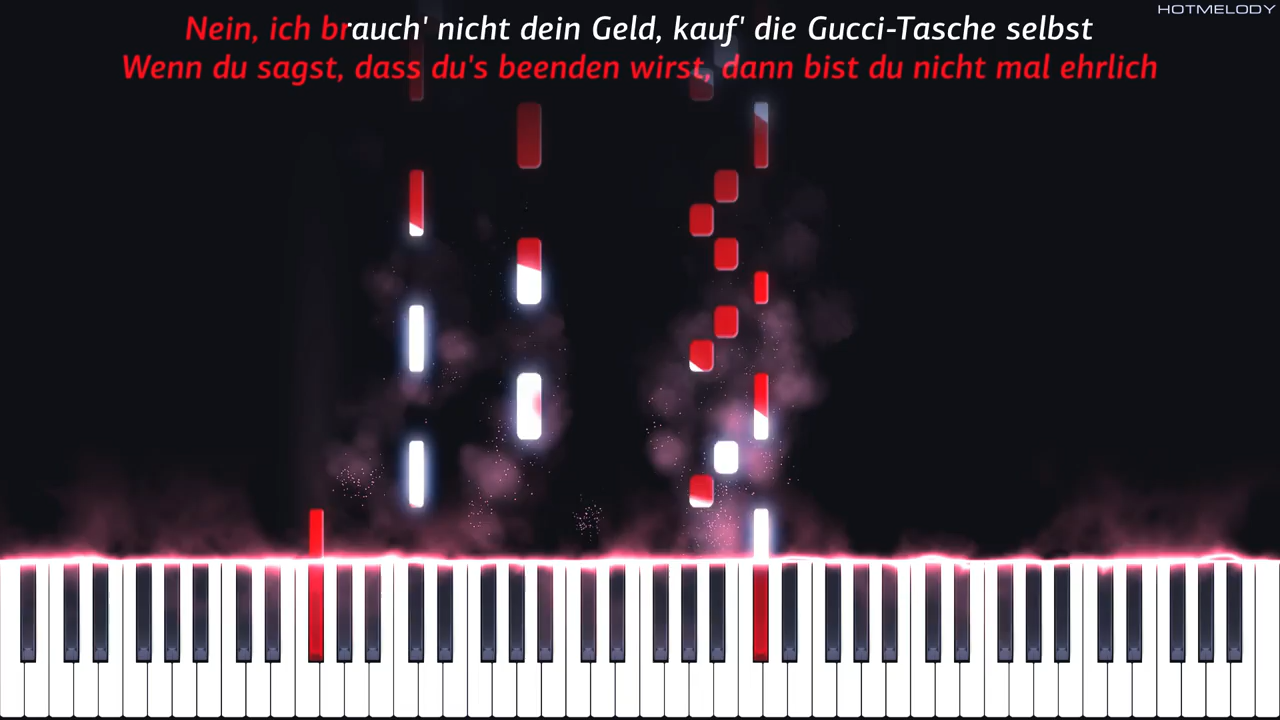 HOTMELODY
Nein, ich brauch' nicht dein Geld, kauf' die Gucci-Tasche selbst
Wenn du sagst, dass du's beenden wirst, dann bist du nicht mal ehrlich